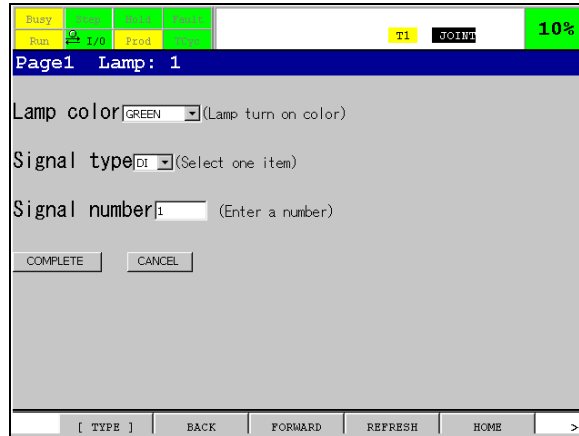 Busy Step Hold Fault
Run I/O Prod TCyc
T1 JOINT 10%
Page1 Lamp: 1
Lamp color GREEN (Lamp turn on color)
Signal type DI (Select one item)
Signal number 1 (Enter a number)
COMPLETE CANCEL
[ TYPE ] BACK FORWARD REFRESH HOME >